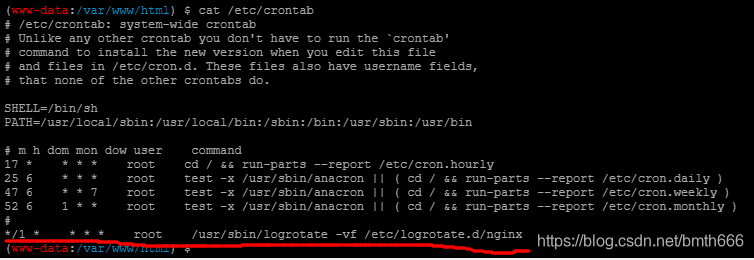 (www-data:/var/www/html) $ cat /etc/crontab
# /etc/crontab: system-wide crontab
# Unlike any other crontab you don't have to run the `crontab'
# command to install the new version when you edit this file
# and files in /etc/cron.d. These files also have username fields,
# that none of the other crontabs do.

SHELL=/bin/sh
PATH=/usr/local/sbin:/usr/local/bin:/sbin:/bin:/usr/sbin:/usr/bin

# m h dom mon dow user    command
17 *    * * *   root    cd / && run-parts --report /etc/cron.hourly
25 6    * * *   root    test -x /usr/sbin/anacron || ( cd / && run-parts --report /etc/cron.daily )
47 6    * * 7   root    test -x /usr/sbin/anacron || ( cd / && run-parts --report /etc/cron.weekly )
52 6    1 * *   root    test -x /usr/sbin/anacron || ( cd / && run-parts --report /etc/cron.monthly )
#
*/1 *    * * *    root    /usr/sbin/logrotate -vf /etc/logrotate.d/nginx
(www-data:/var/www/html) $
https://blog.csdn.net/bmth666